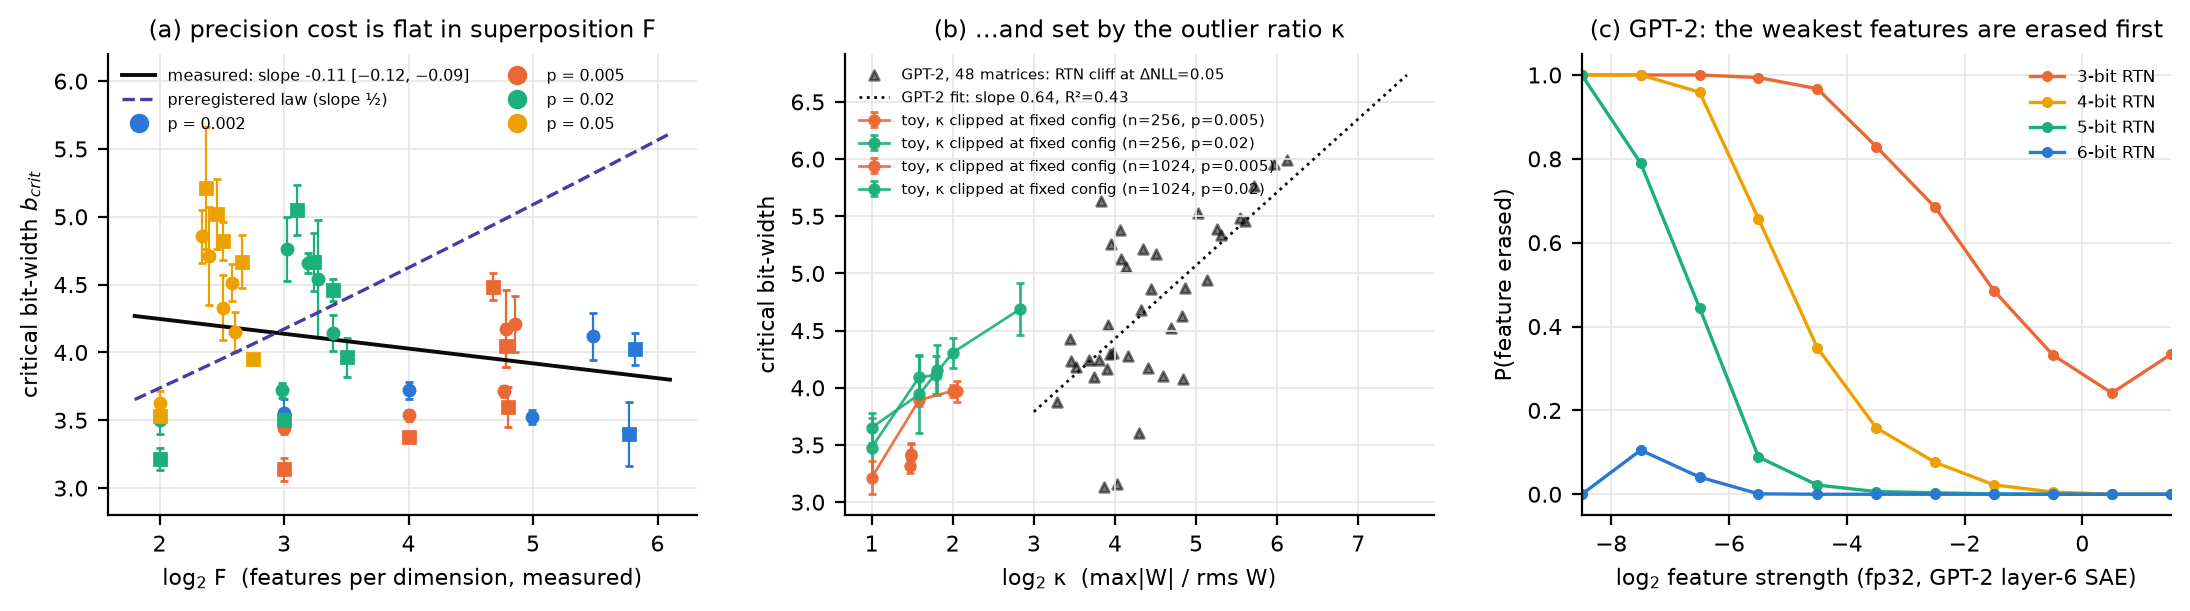 (a) precision cost is flat in superposition F
critical bit-width b_crit
6.0
5.5
5.0
4.5
4.0
3.5
3.0
measured: slope -0.11 [−0.12, −0.09]
preregistered law (slope ½)
p = 0.002
p = 0.005
p = 0.02
p = 0.05
2 3 4 5 6
log₂ F (features per dimension, measured)
(b) ...and set by the outlier ratio κ
critical bit-width
6.5
6.0
5.5
5.0
4.5
4.0
3.5
3.0
GPT-2, 48 matrices: RTN cliff at ΔNLL=0.05
GPT-2 fit: slope 0.64, R²=0.43
toy, κ clipped at fixed config (n=256, p=0.005)
toy, κ clipped at fixed config (n=256, p=0.02)
toy, κ clipped at fixed config (n=1024, p=0.005)
toy, κ clipped at fixed config (n=1024, p=0.02)
1 2 3 4 5 6 7
log₂ κ (max|W| / rms W)
(c) GPT-2: the weakest features are erased first
P(feature erased)
1.0
0.8
0.6
0.4
0.2
0.0
3-bit RTN
4-bit RTN
5-bit RTN
6-bit RTN
−8 −6 −4 −2 0
log₂ feature strength (fp32, GPT-2 layer-6 SAE)